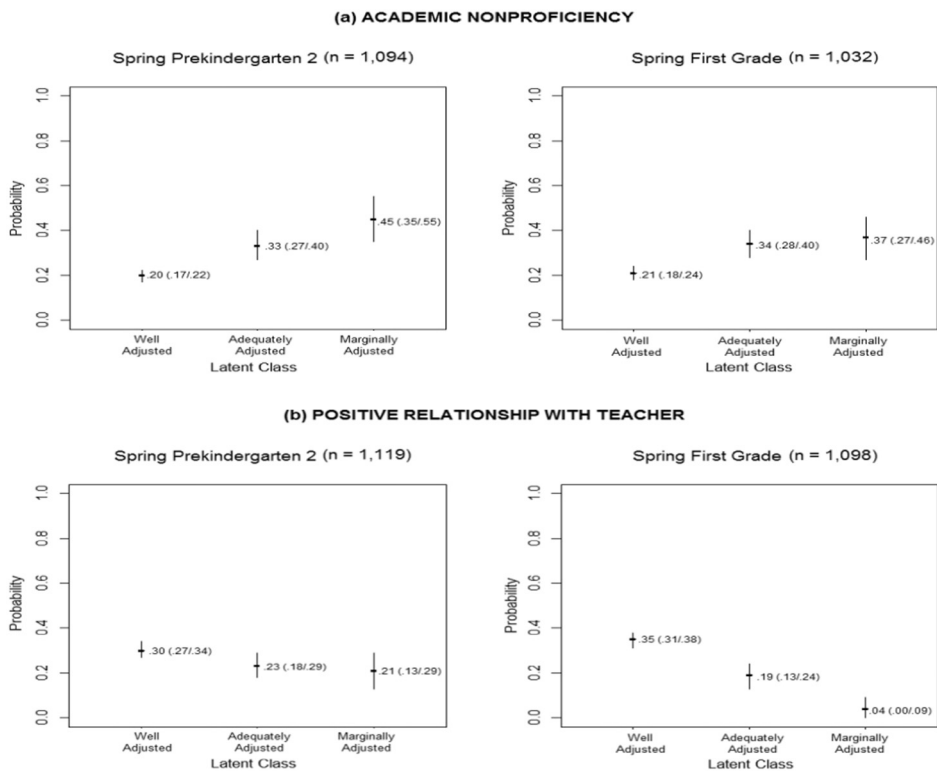 (a) ACADEMIC NONPROFICIENCY
Spring Prekindergarten 2 (n = 1,094)
Probability
1.0
0.8
0.6
0.4
0.2
0.0
.20 (.17/.22)
.33 (.27/.40)
.45 (.35/.55)
Well Adjusted
Adequately Adjusted
Marginally Adjusted
Latent Class
Spring First Grade (n = 1,032)
Probability
1.0
0.8
0.6
0.4
0.2
0.0
.21 (.18/.24)
.34 (.28/.40)
.37 (.27/.46)
Well Adjusted
Adequately Adjusted
Marginally Adjusted
Latent Class
(b) POSITIVE RELATIONSHIP WITH TEACHER
Spring Prekindergarten 2 (n = 1,119)
Probability
1.0
0.8
0.6
0.4
0.2
0.0
.30 (.27/.34)
.23 (.18/.29)
.21 (.13/.29)
Well Adjusted
Adequately Adjusted
Marginally Adjusted
Latent Class
Spring First Grade (n = 1,098)
Probability
1.0
0.8
0.6
0.4
0.2
0.0
.35 (.31/.38)
.19 (.13/.24)
.04 (.00/.09)
Well Adjusted
Adequately Adjusted
Marginally Adjusted
Latent Class